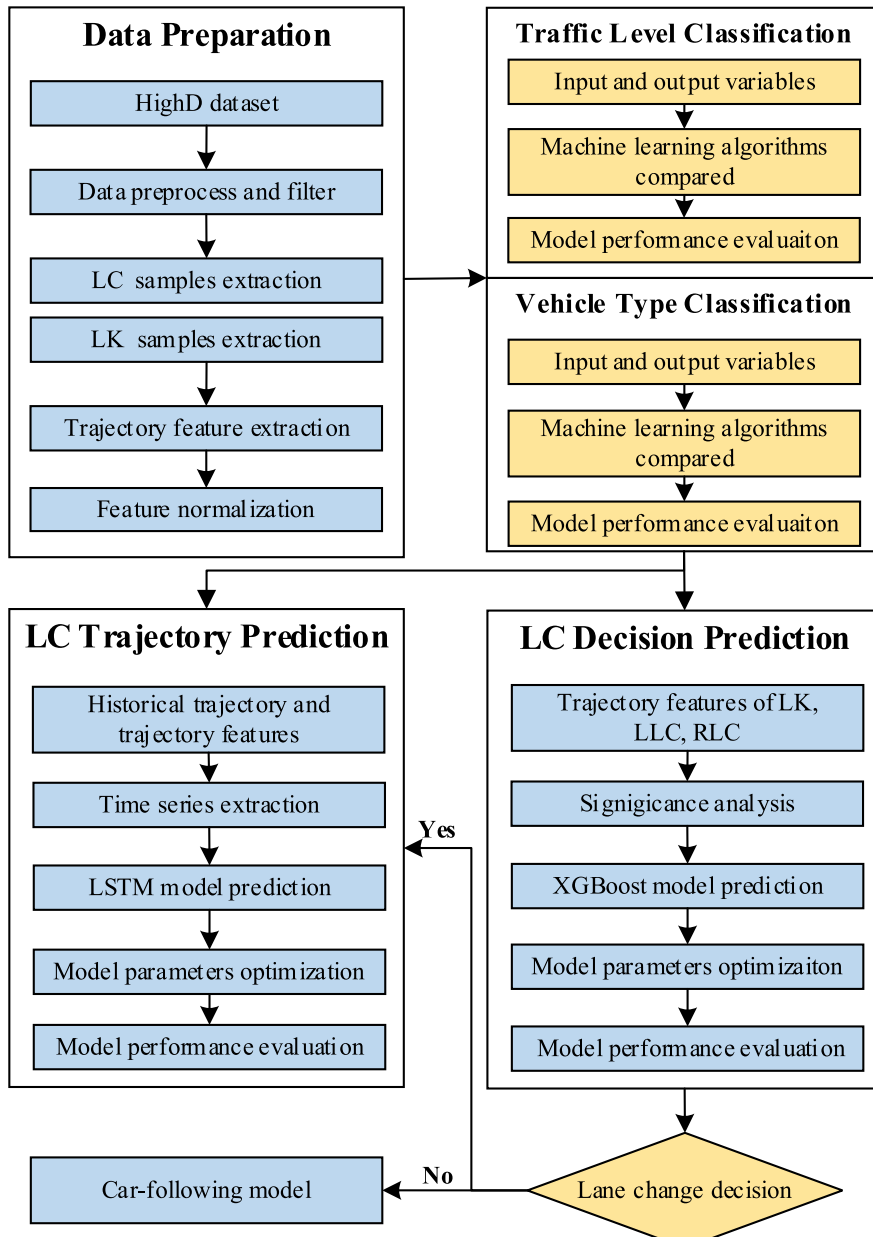 Data Preparation
HighD dataset
Data preprocess and filter
LC samples extraction
LK samples extraction
Trajectory feature extraction
Feature normalization
Traffic Level Classification
Input and output variables
Machine learning algorithms
compared
Model performance evaluaiton
Vehicle Type Classification
Input and output variables
Machine learning algorithms
compared
Model performance evaluaiton
LC Trajectory Prediction
Historical trajectory and
trajectory features
Time series extraction
LSTM model prediction
Model parameters optimization
Model performance evaluation
LC Decision Prediction
Trajectory features of LK,
LLC, RLC
Signigicance analysis
XGBoost model prediction
Model parameters optimizaiton
Model performance evaluation
Yes
No
Lane change decision
Car-following model